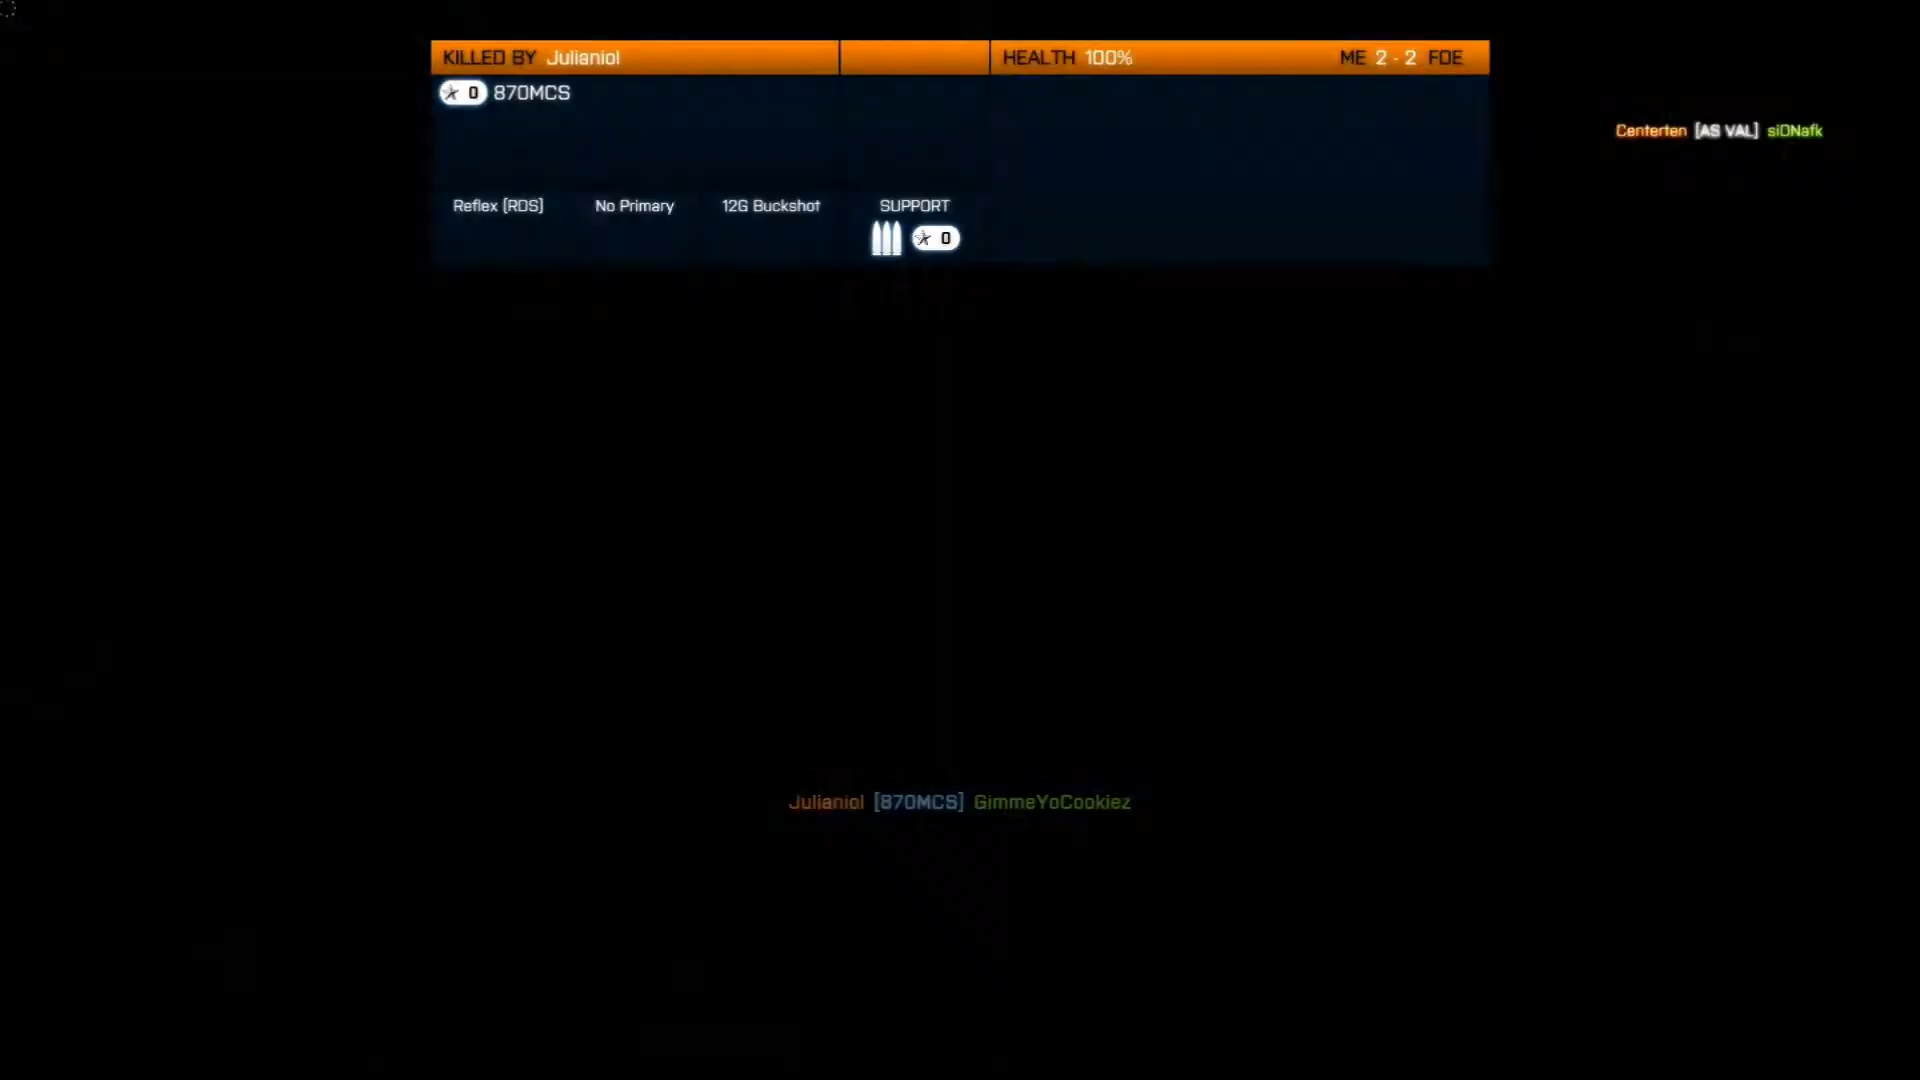 KILLED BY Julianiol HEALTH 100% ME 2 - 2 FOE
0 870MCS
Centerten [AS VAL] siDNafk
Reflex (RDS) No Primary 12G Buckshot SUPPORT
0
Julianiol [870MCS] GimmeYoCookiez